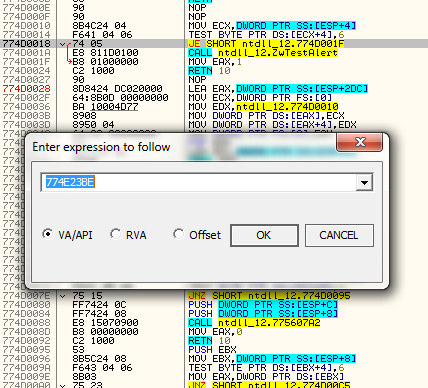 774D000E 90 NOP
774D000F 90 NOP
774D0010 8B4C24 04 MOV ECX,DWORD PTR SS:[ESP+4]
774D0014 F641 04 06 TEST BYTE PTR DS:[ECX+4],6
774D0018 74 05 JE SHORT ntdll_12.774D001F
774D001A E8 811D0100 CALL ntdll_12.ZwTestAlert
774D001F B8 01000000 MOV EAX,1
774D0024 C2 1000 RETN 10
774D0027 90 NOP
774D0028 8D8424 DC020000 LEA EAX,DWORD PTR SS:[ESP+2DC]
774D002F 64:8B0D 00000000 MOV ECX,DWORD PTR FS:[0]
774D0036 BA 10004D77 MOV EDX,ntdll_12.774D0010
774D003B 8908 MOV DWORD PTR DS:[EAX],ECX
774D003D 8950 04 MOV DWORD PTR DS:[EAX+4],EDX
Enter expression to follow
774E23BE
VA/API RVA Offset OK CANCEL
774D007E 75 15 JNZ SHORT ntdll_12.774D0095
774D0080 FF7424 0C PUSH DWORD PTR SS:[ESP+C]
774D0084 FF7424 08 PUSH DWORD PTR SS:[ESP+8]
774D0088 E8 15070900 CALL ntdll_12.775607A2
774D008D B8 00000000 MOV EAX,0
774D0092 C2 1000 RETN 10
774D0095 53 PUSH EBX
774D0096 8B5C24 08 MOV EBX,DWORD PTR SS:[ESP+8]
774D009A F643 04 06 TEST BYTE PTR DS:[EBX+4],6
774D009E 8B03 MOV EAX,DWORD PTR DS:[EBX]
774D00A0 75 23 JNZ SHORT ntdll_12.774D00C5